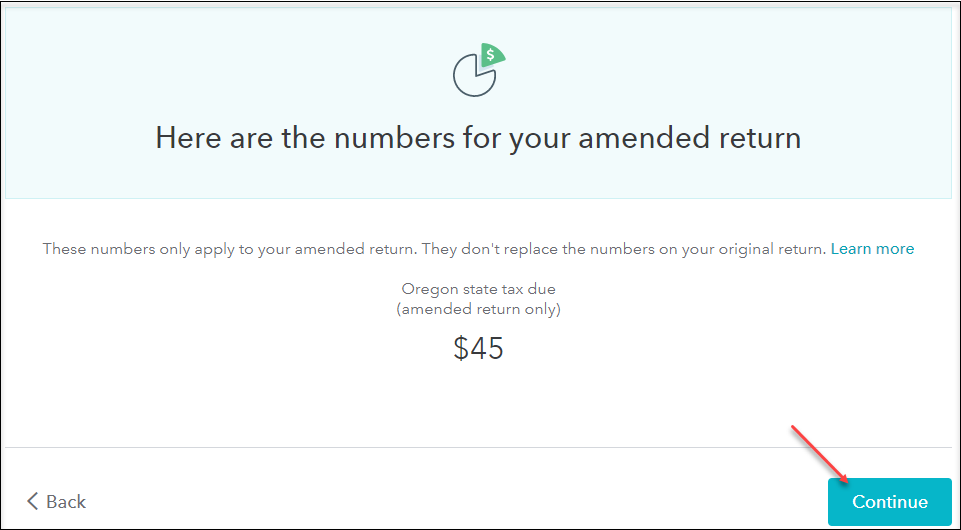 $
Here are the numbers for your amended return
These numbers only apply to your amended return. They don't replace the numbers on your original return. Learn more
Oregon state tax due
(amended return only)
$45
Back
Continue